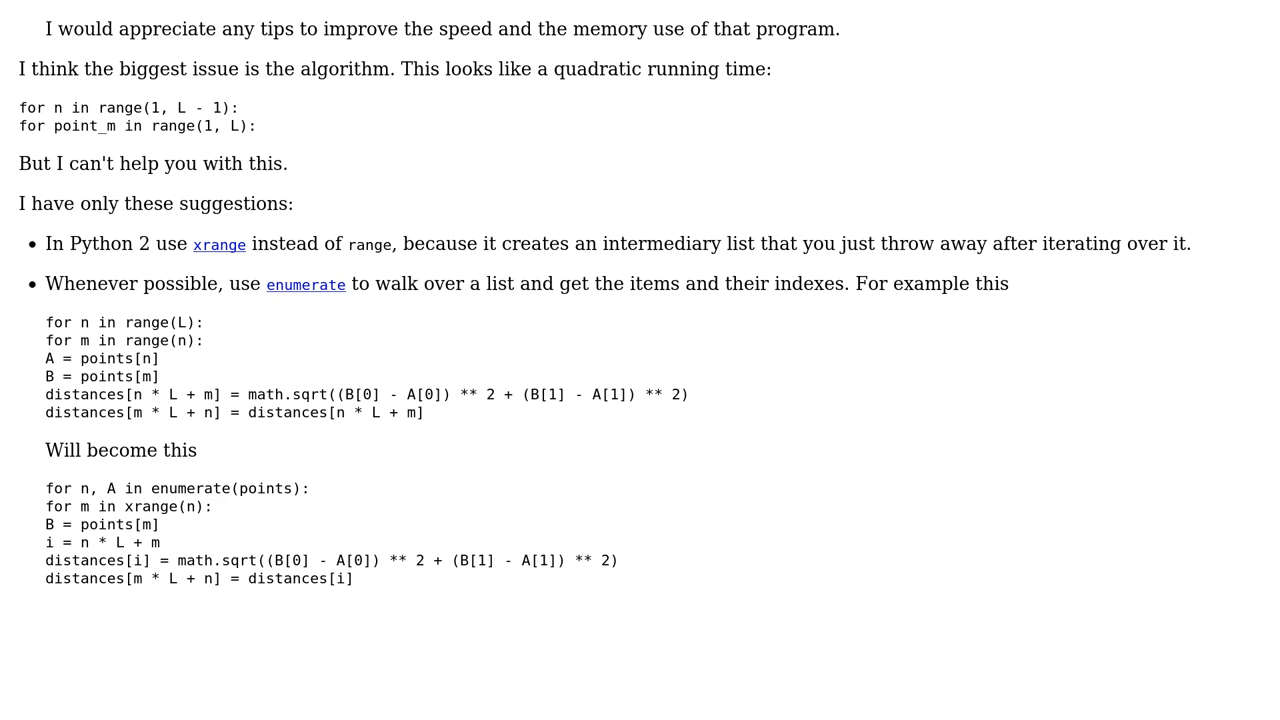 I would appreciate any tips to improve the speed and the memory use of that program.
I think the biggest issue is the algorithm. This looks like a quadratic running time:
for n in range(1, L - 1):
for point_m in range(1, L):
But I can't help you with this.
I have only these suggestions:
In Python 2 use xrange instead of range, because it creates an intermediary list that you just throw away after iterating over it.
Whenever possible, use enumerate to walk over a list and get the items and their indexes. For example this
for n in range(L):
for m in range(n):
A = points[n]
B = points[m]
distances[n * L + m] = math.sqrt((B[0] - A[0]) ** 2 + (B[1] - A[1]) ** 2)
distances[m * L + n] = distances[n * L + m]
Will become this
for n, A in enumerate(points):
for m in xrange(n):
B = points[m]
i = n * L + m
distances[i] = math.sqrt((B[0] - A[0]) ** 2 + (B[1] - A[1]) ** 2)
distances[m * L + n] = distances[i]